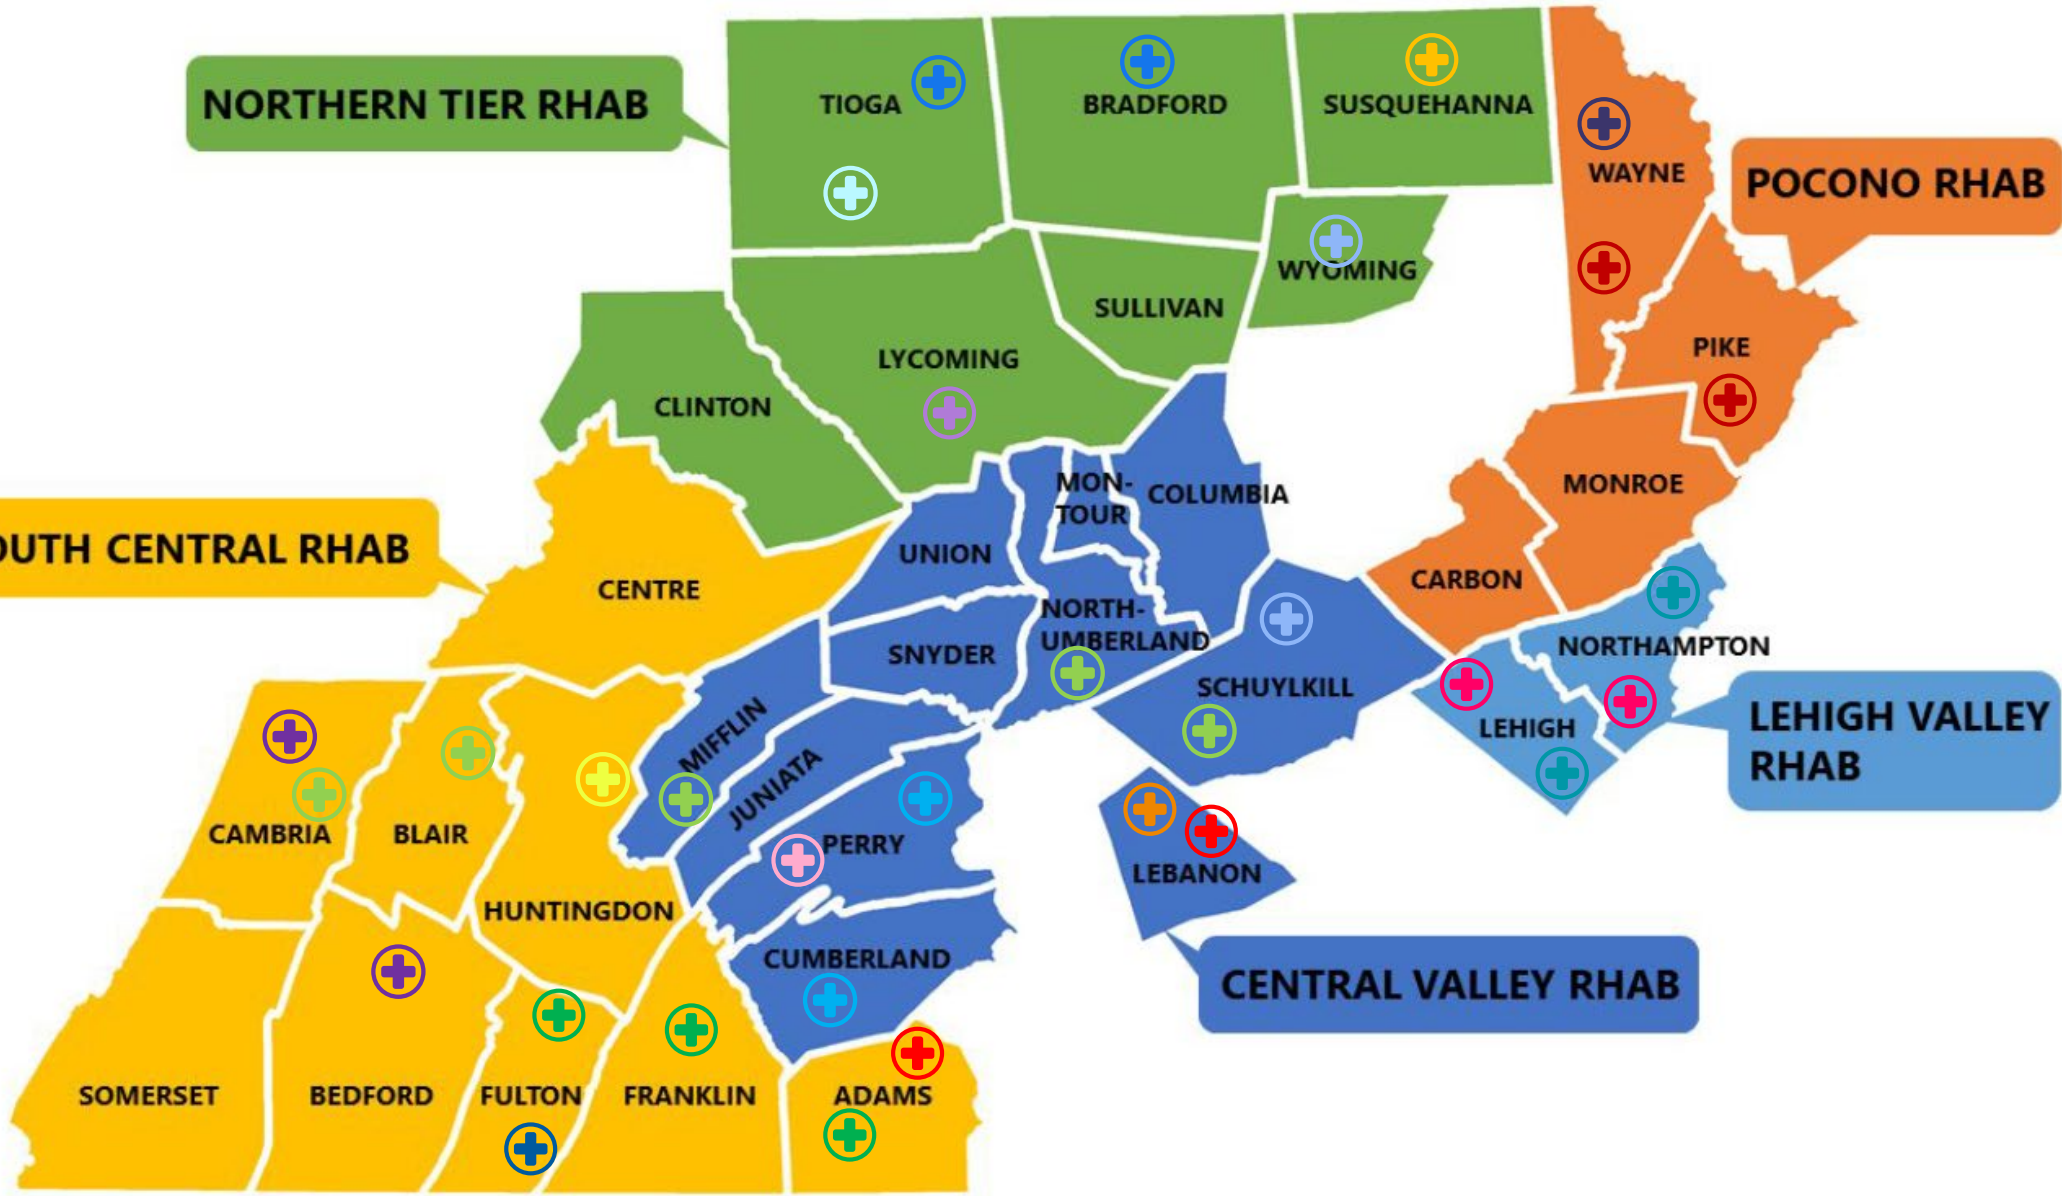 TIOGA
BRADFORD
SUSQUEHANNA
NORTHERN TIER RHAB
WAYNE
POCONO RHAB
WYOMING
SULLIVAN
PIKE
LYCOMING
CLINTON
MON-
TOUR
COLUMBIA
MONROE
OUTH CENTRAL RHAB
UNION
CENTRE
CARBON
NORTH-
UMBERLAND
SNYDER
NORTHAMPTON
SCHUYLKILL
LEHIGH VALLEY
RHAB
MIFFLIN
LEHIGH
JUNIATA
CAMBRIA
BLAIR
PERRY
LEBANON
HUNTINGDON
CUMBERLAND
CENTRAL VALLEY RHAB
SOMERSET
BEDFORD
FULTON
FRANKLIN
ADAMS